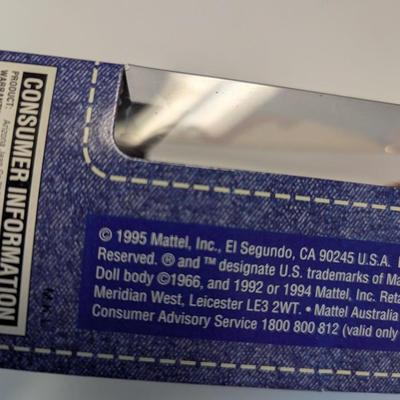 CONSUMER INFORMATION
PRODUCT:
WARRANTY
© 1995 Mattel, Inc., El Segundo, CA 90245 U.S.A.
Reserved. ® and ™ designate U.S. trademarks of Ma
Doll body ©1966, and 1992 or 1994 Mattel, Inc. Reta
Meridian West, Leicester LE3 2WT. • Mattel Australia
Consumer Advisory Service 1800 800 812 (valid only